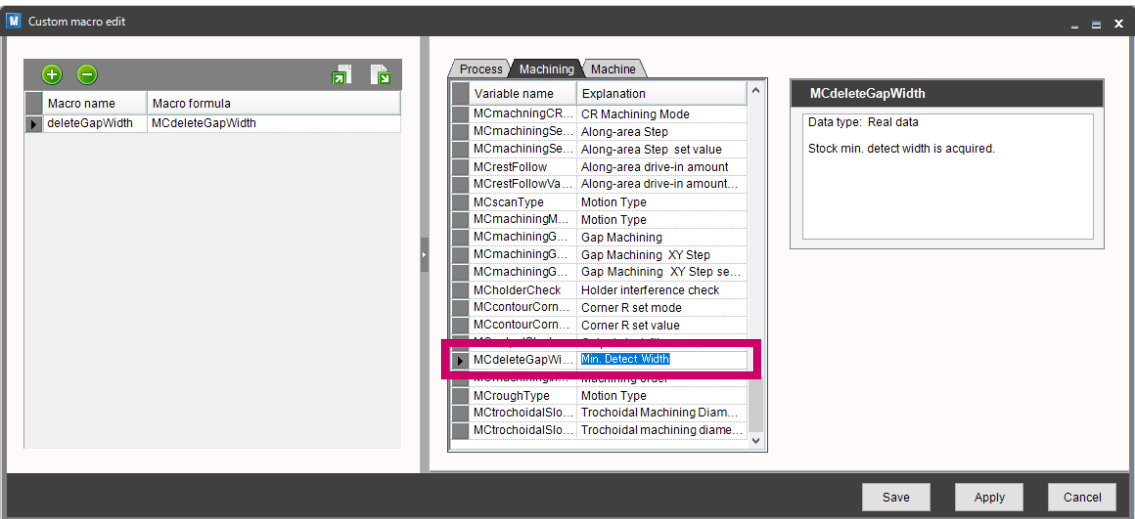 M Custom macro edit
Macro name Macro formula
deleteGapWidth MCdeleteGapWidth
Process Machining Machine
Variable name Explanation
MCmachningCR... CR Machining Mode
MCmachiningSe... Along-area Step
MCmachiningSe... Along-area Step set value
MCrestFollow Along-area drive-in amount
MCrestFollowVa... Along-area drive-in amount...
MCscanType Motion Type
MCmachiningM... Motion Type
MCmachiningG... Gap Machining
MCmachiningG... Gap Machining XY Step
MCmachiningG... Gap Machining XY Step se...
MCholderCheck Holder interference check
MCcontourCorn... Corner R set mode
MCcontourCorn... Corner R set value
MCdeleteGapWi... Min. Detect Width
Machining order
MCroughType Motion Type
MCtrochoidalSlo... Trochoidal Machining Diam...
MCtrochoidalSlo... Trochoidal machining diame...
MCdeleteGapWidth
Data type: Real data
Stock min. detect width is acquired.
Save Apply Cancel